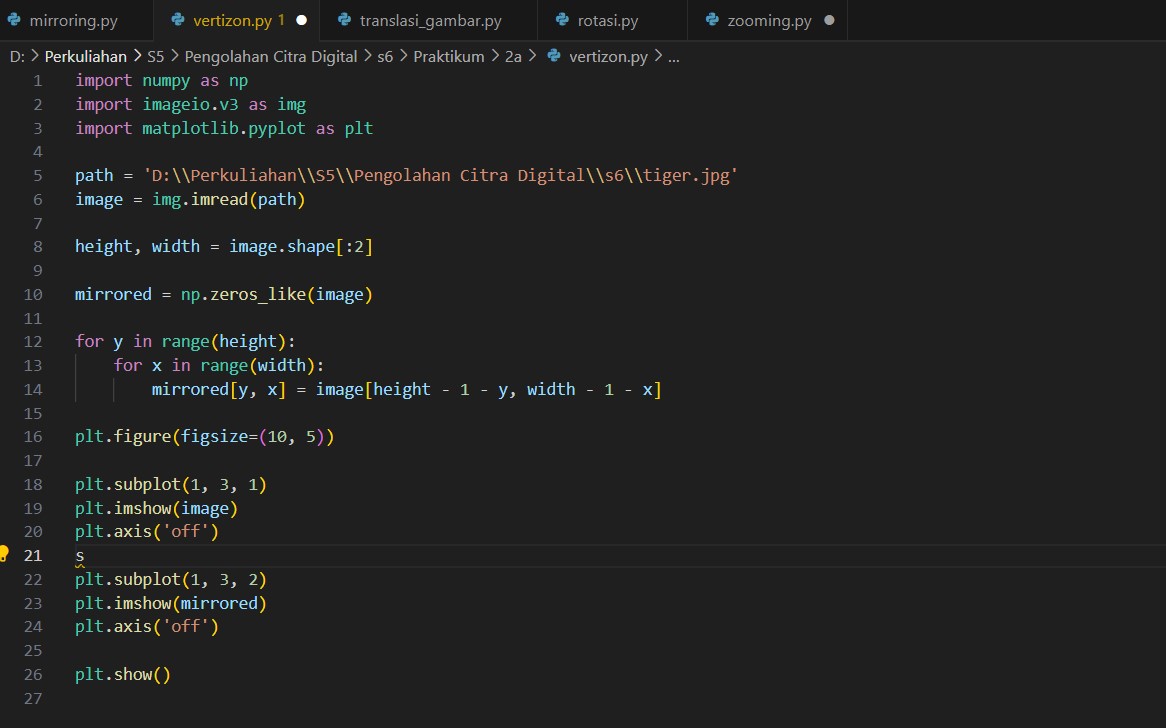 mirroring.py vertizon.py 1 translasi_gambar.py rotasi.py zooming.py
D: > Perkuliahan > S5 > Pengolahan Citra Digital > s6 > Praktikum > 2a > vertizon.py > ...
1 import numpy as np
2 import imageio.v3 as img
3 import matplotlib.pyplot as plt
4
5 path = 'D:\\Perkuliahan\\S5\\Pengolahan Citra Digital\\s6\\tiger.jpg'
6 image = img.imread(path)
7
8 height, width = image.shape[:2]
9
10 mirrored = np.zeros_like(image)
11
12 for y in range(height):
13     for x in range(width):
14         mirrored[y, x] = image[height - 1 - y, width - 1 - x]
15
16 plt.figure(figsize=(10, 5))
17
18 plt.subplot(1, 3, 1)
19 plt.imshow(image)
20 plt.axis('off')
21 s
22 plt.subplot(1, 3, 2)
23 plt.imshow(mirrored)
24 plt.axis('off')
25
26 plt.show()
27